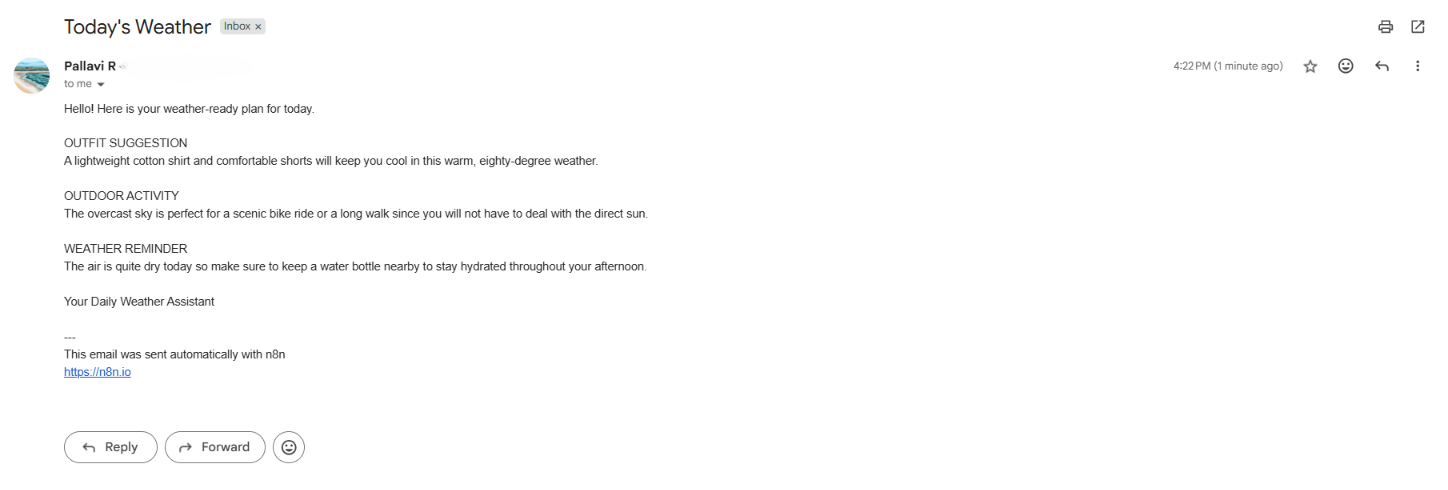 Today's Weather Inbox ×
Pallavi R
4:22 PM (1 minute ago)
to me
Hello! Here is your weather-ready plan for today.
OUTFIT SUGGESTION
A lightweight cotton shirt and comfortable shorts will keep you cool in this warm, eighty-degree weather.
OUTDOOR ACTIVITY
The overcast sky is perfect for a scenic bike ride or a long walk since you will not have to deal with the direct sun.
WEATHER REMINDER
The air is quite dry today so make sure to keep a water bottle nearby to stay hydrated throughout your afternoon.
Your Daily Weather Assistant
---
This email was sent automatically with n8n
https://n8n.io
Reply Forward